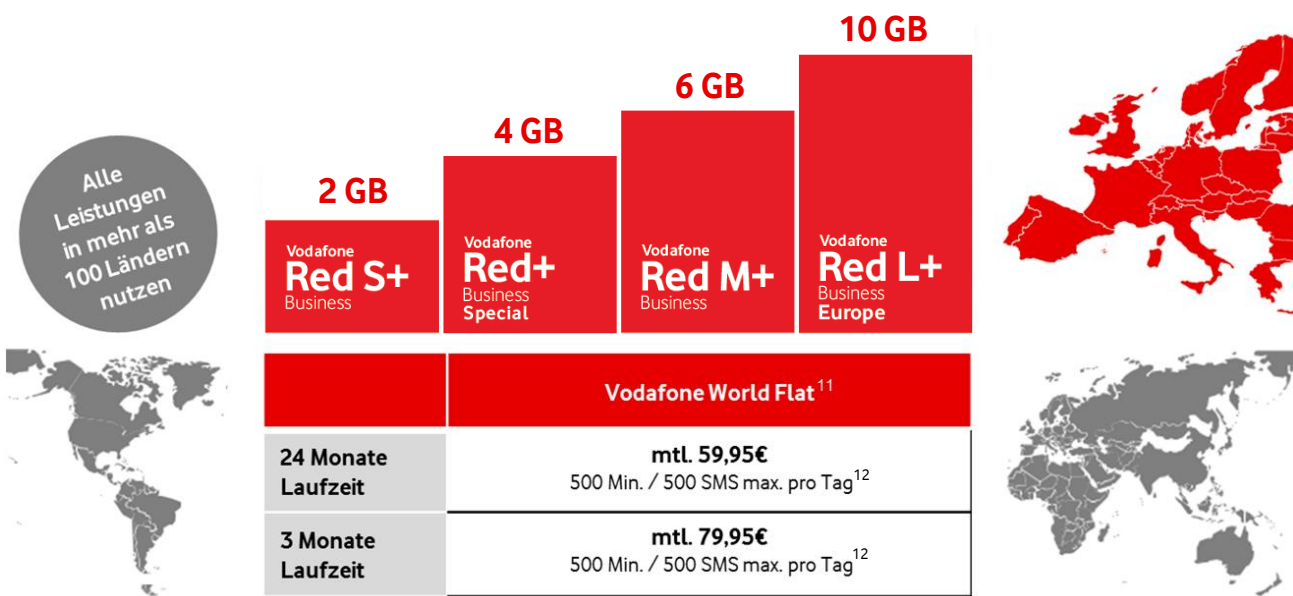 Alle
Leistungen
in mehr als
100 Ländern
nutzen
2 GB
Vodafone
Red S+
Business
4 GB
Vodafone
Red+
Business
Special
6 GB
Vodafone
Red M+
Business
10 GB
Vodafone
Red L+
Business
Europe
Vodafone World Flat 11
24 Monate
Laufzeit
mtl. 59,95€
500 Min. / 500 SMS max. pro Tag12
3 Monate
Laufzeit
mtl. 79,95€
500 Min. / 500 SMS max. pro Tag12